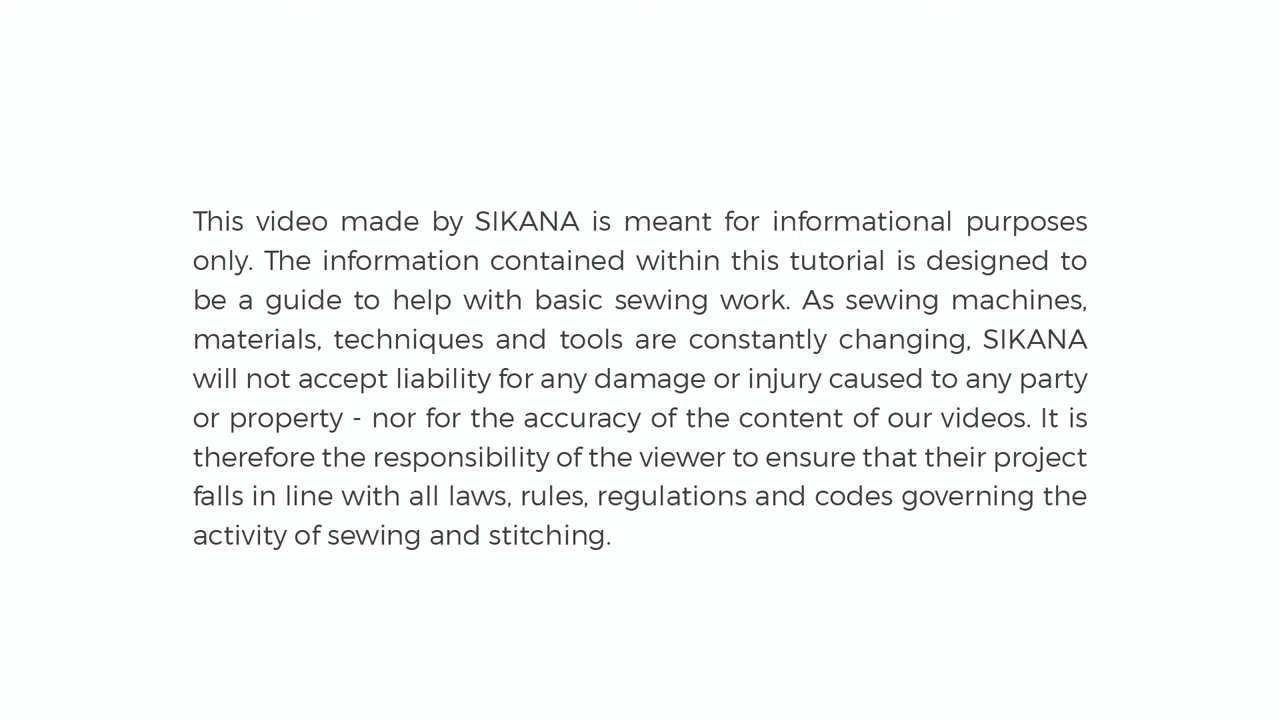 This video made by SIKANA is meant for informational purposes
only. The information contained within this tutorial is designed to
be a guide to help with basic sewing work. As sewing machines,
materials, techniques and tools are constantly changing, SIKANA
will not accept liability for any damage or injury caused to any party
or property - nor for the accuracy of the content of our videos. It is
therefore the responsibility of the viewer to ensure that their project
falls in line with all laws, rules, regulations and codes governing the
activity of sewing and stitching.